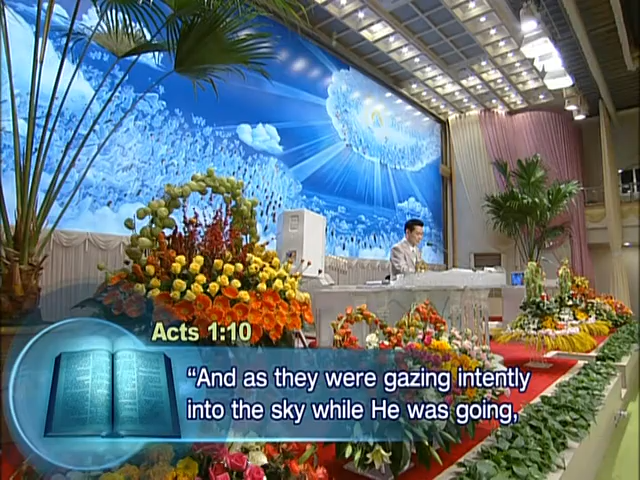 Acts 1:10
“And as they were gazing intently
into the sky while He was going,